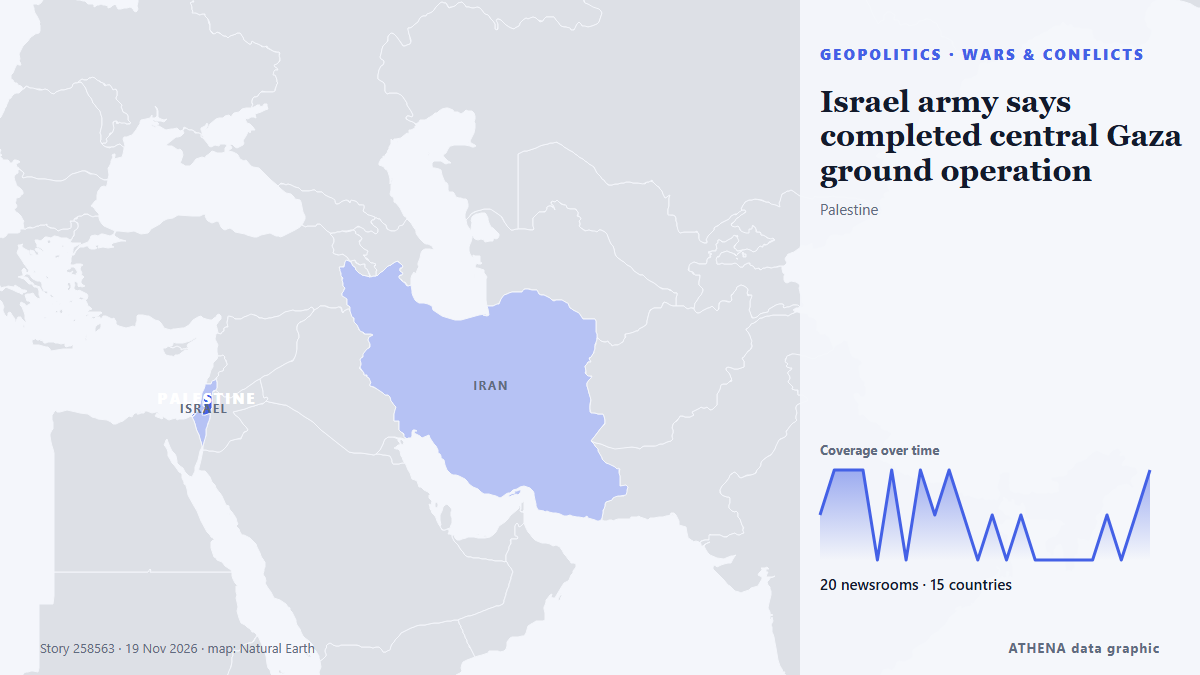 GEOPOLITICS · WARS & CONFLICTS
Israel army says
completed central Gaza
ground operation
Palestine
IRAN
PALESTINE
ISRAEL
Coverage over time
20 newsrooms · 15 countries
Story 258563 · 19 Nov 2026 · map: Natural Earth
ATHENA data graphic